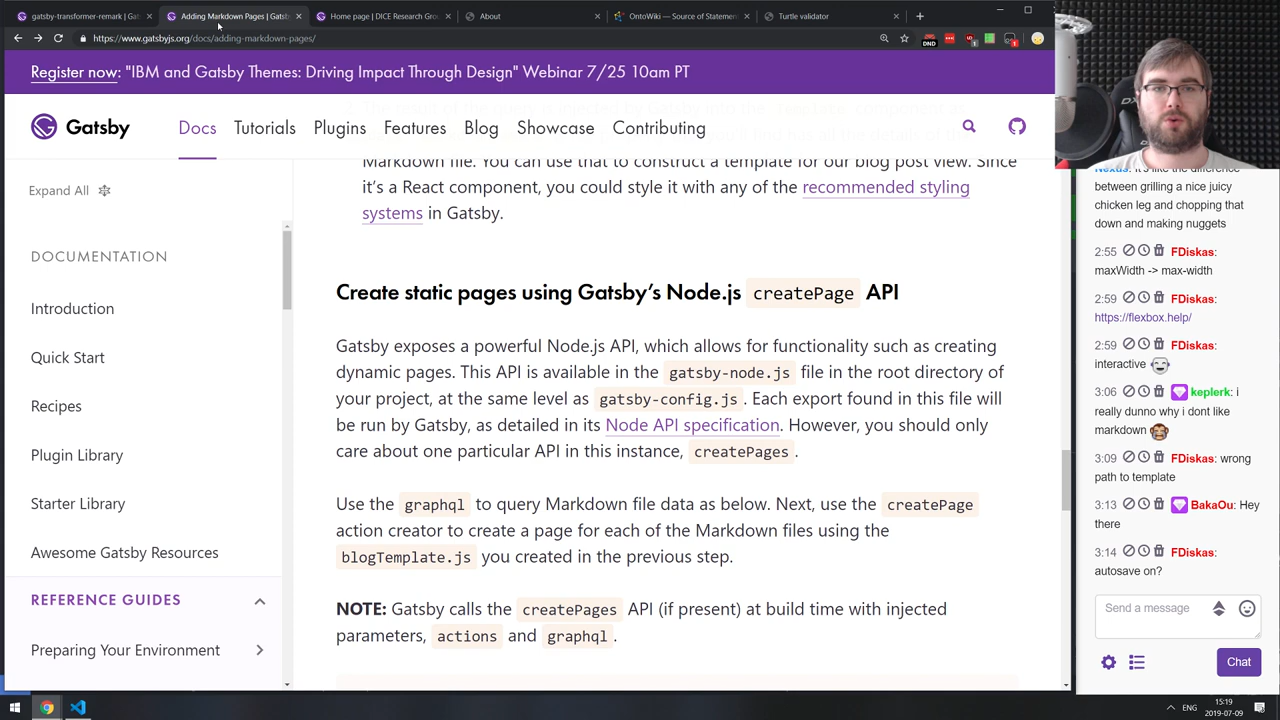 gatsby-transformer-remark | Gat
Adding Markdown Pages | Gatsb
Home page | DICE Research Gro
About
OntoWiki — Source of Statemen
Turtle validator
https://www.gatsbyjs.org/docs/adding-markdown-pages/
Register now: "IBM and Gatsby Themes: Driving Impact Through Design" Webinar 7/25 10am PT
Gatsby
Docs
Tutorials
Plugins
Features
Blog
Showcase
Contributing
Expand All
DOCUMENTATION
Introduction
Quick Start
Recipes
Plugin Library
Starter Library
Awesome Gatsby Resources
REFERENCE GUIDES
Preparing Your Environment
Markdown file. You can use that to construct a template for our blog post view. Since
it's a React component, you could style it with any of the recommended styling
systems in Gatsby.
Create static pages using Gatsby's Node.js createPage API
Gatsby exposes a powerful Node.js API, which allows for functionality such as creating
dynamic pages. This API is available in the gatsby-node.js file in the root directory of
your project, at the same level as gatsby-config.js. Each export found in this file will
be run by Gatsby, as detailed in its Node API specification. However, you should only
care about one particular API in this instance, createPages.
Use the graphql to query Markdown file data as below. Next, use the createPage
action creator to create a page for each of the Markdown files using the
blogTemplate.js you created in the previous step.
NOTE: Gatsby calls the createPages API (if present) at build time with injected
parameters, actions and graphql.
Nexus: It's like the difference
between grilling a nice juicy
chicken leg and chopping that
down and making nuggets
2:55 FDiskas:
maxWidth -> max-width
2:59 FDiskas:
https://flexbox.help/
2:59 FDiskas:
interactive
3:06 keplerk: i
really dunno why i dont like
markdown
3:09 FDiskas: wrong
path to template
3:13 BakaOu: Hey
there
3:14 FDiskas:
autosave on?
Send a message
Chat
ENG
15:19
2019-07-09